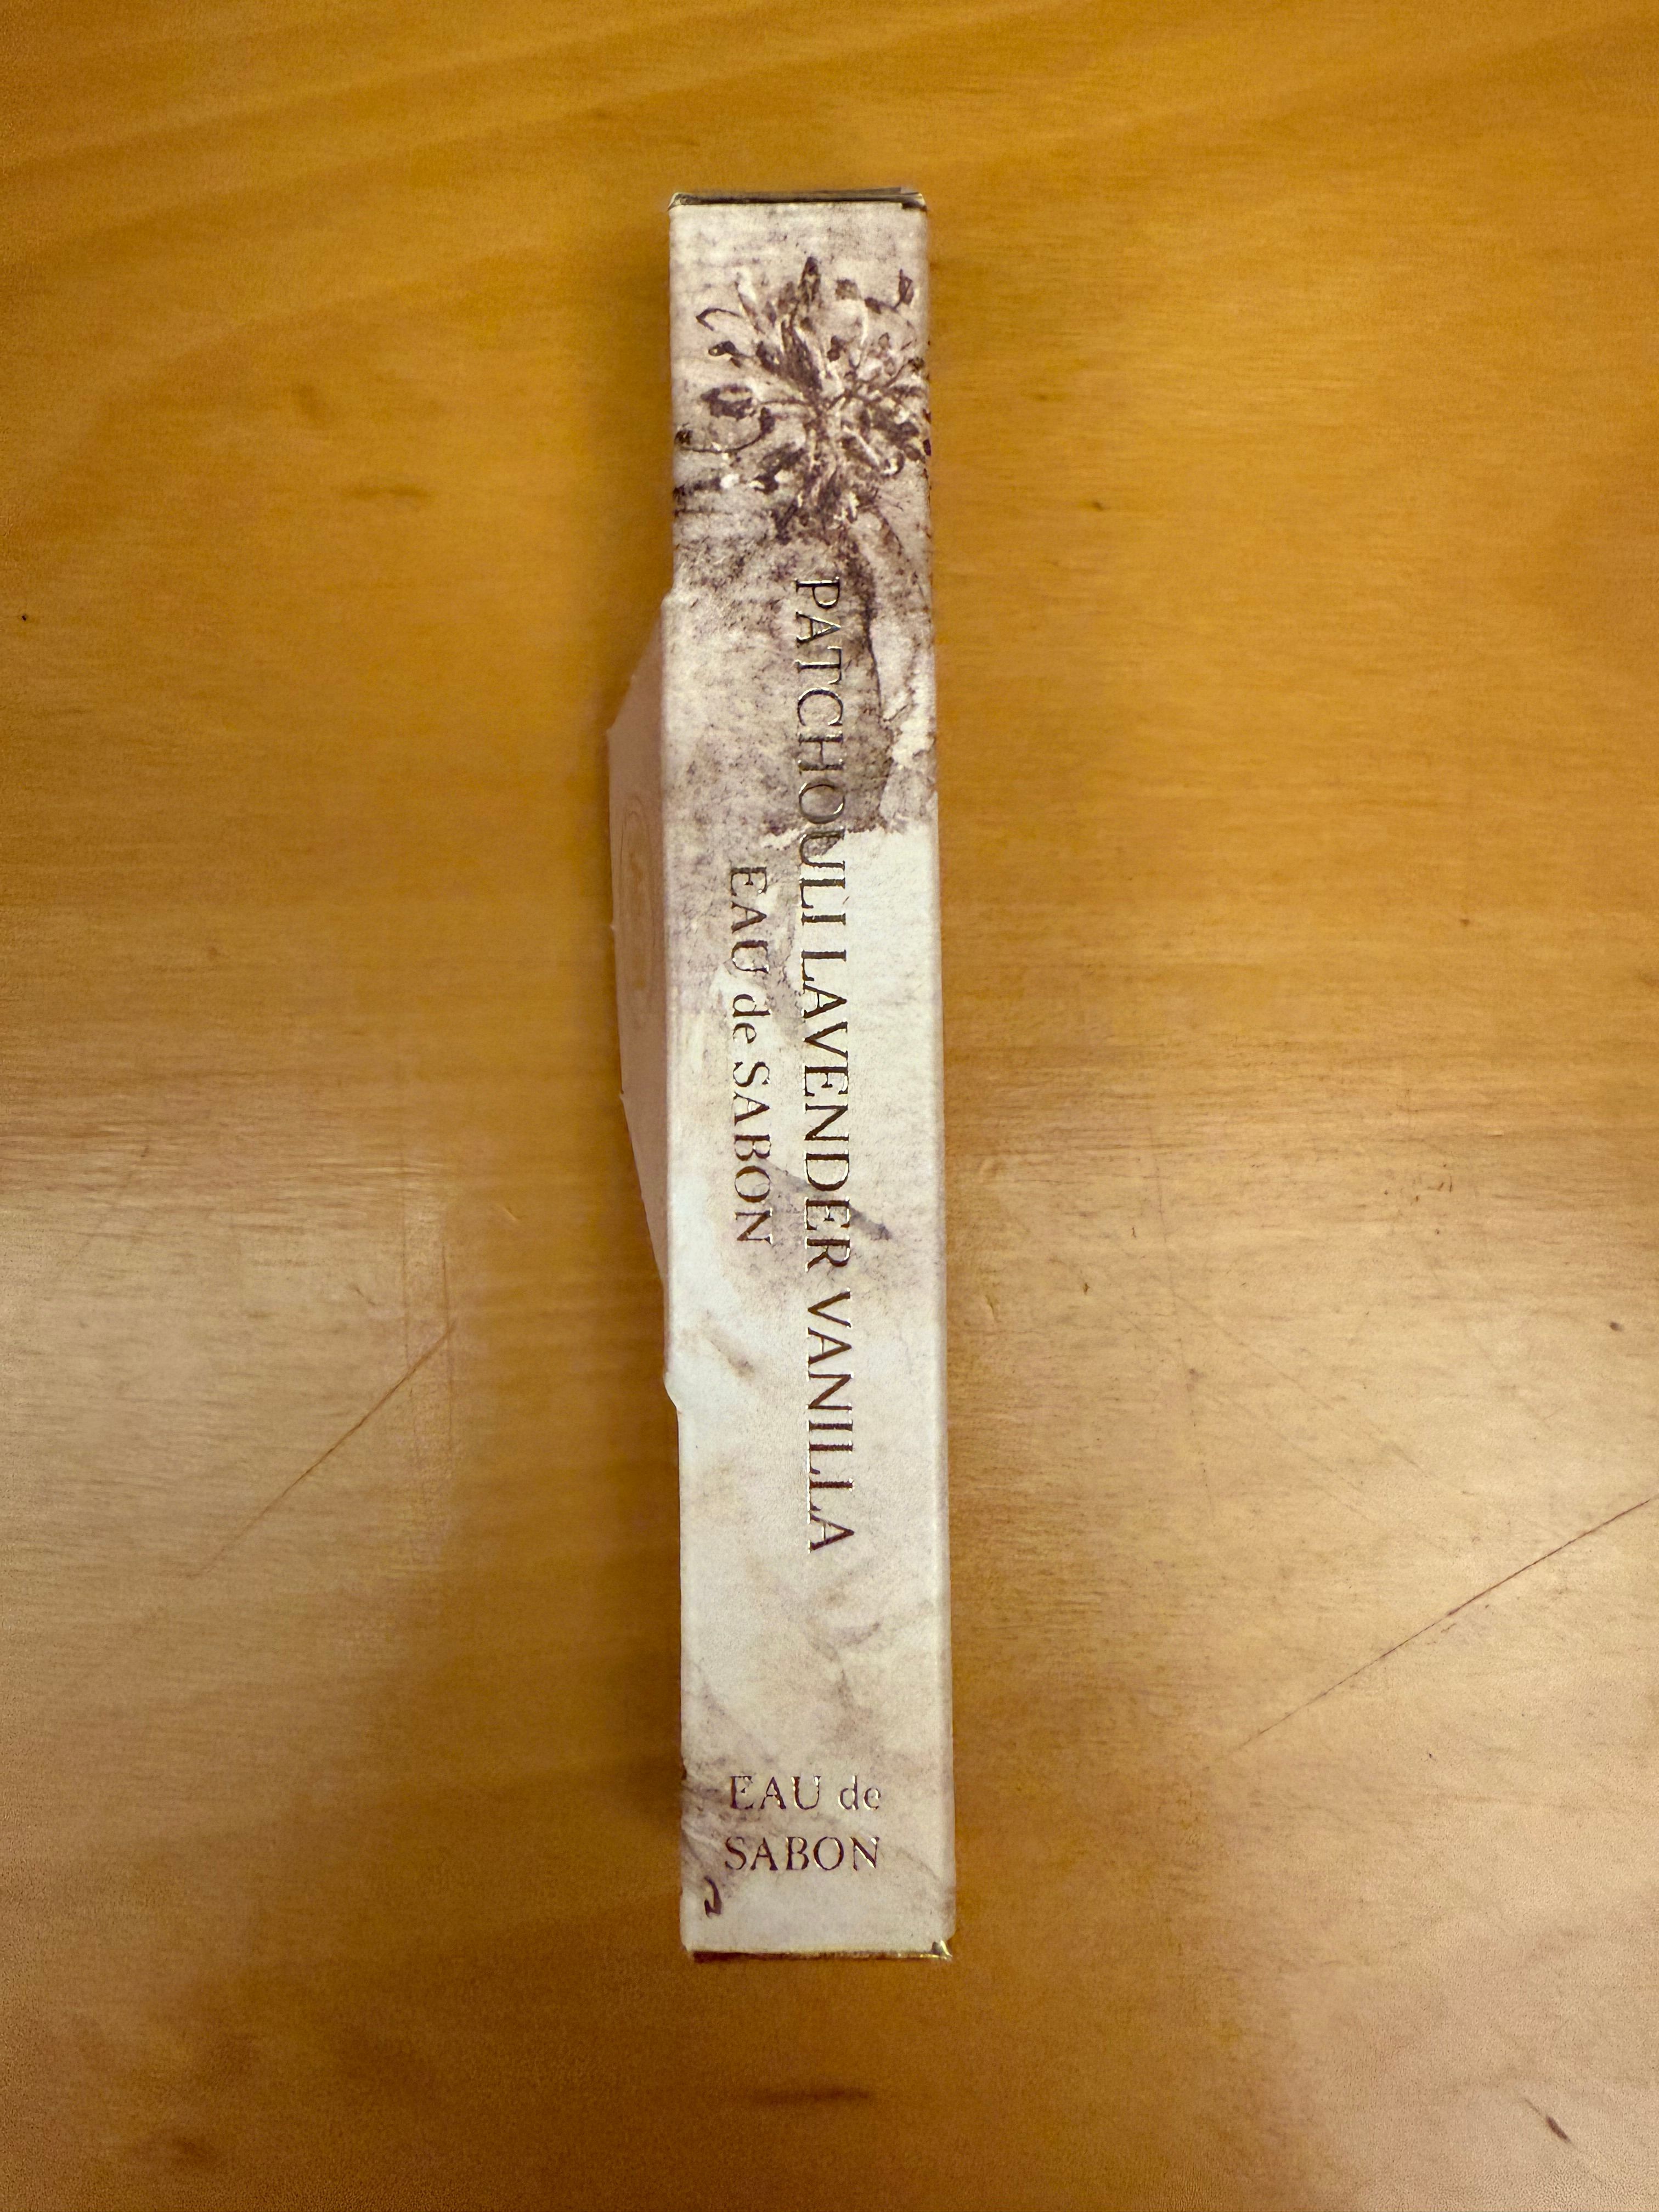 PATCHOULI LAVENDER VANILLA
EAU de SABON
EAU de
SABON